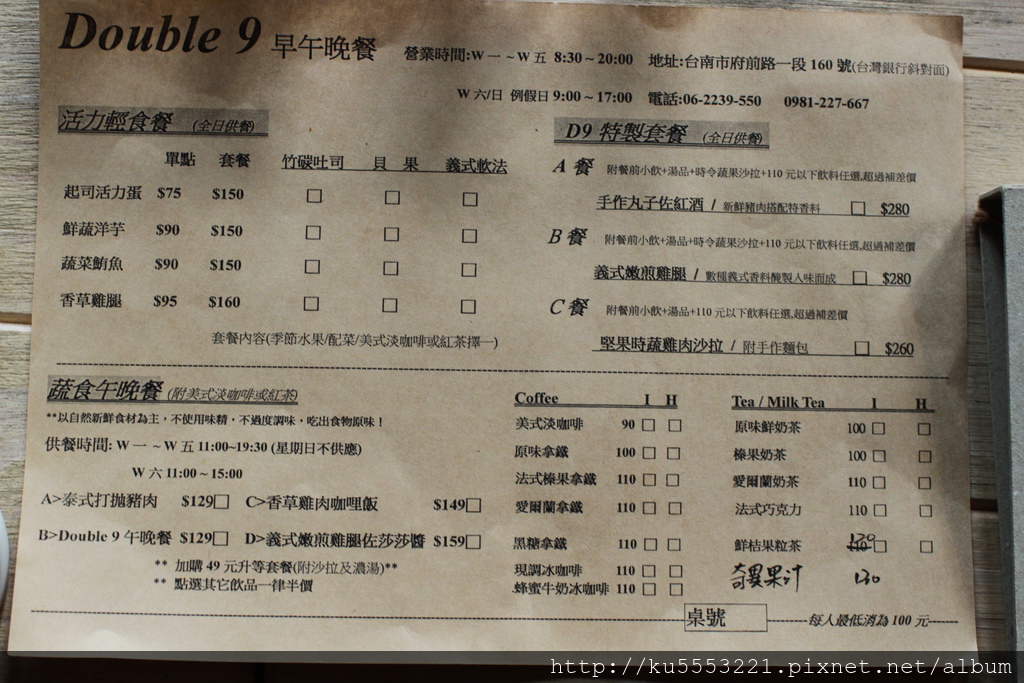 Double 9 早午晚餐 營業時間:W 一 ~W 五 8:30~20:00 地址:台南市府前路一段 160 號(台灣銀行斜對面)
W 六/日 例假日 9:00~17:00 電話:06-2239-550 0981-227-667
活力輕食餐 (全日供餐)
單點 套餐 竹碳吐司 貝 果 義式軟法
起司活力蛋 $75 $150 □ □ □
鮮蔬洋芋 $90 $150 □ □ □
蔬菜鮪魚 $90 $150 □ □ □
香草雞腿 $95 $160 □ □ □
套餐內容(季節水果/配菜/美式淡咖啡或紅茶擇一)
D9 特製套餐 (全日供餐)
A 餐 附餐前小飲+湯品+時令蔬果沙拉+110 元以下飲料任選,超過補差價
手作丸子佐紅酒 / 新鮮豬肉搭配特香料 □ $280
B 餐 附餐前小飲+湯品+時令蔬果沙拉+110 元以下飲料任選,超過補差價
義式嫩煎雞腿 / 數種義式香料醃製入味而成 □ $280
C 餐 附餐前小飲+湯品+110 元以下飲料任選,超過補差價
堅果時蔬雞肉沙拉 / 附手作麵包 □ $260
蔬食午晚餐 (附美式淡咖啡或紅茶)
**以自然新鮮食材為主，不使用味精，不過度調味，吃出食物原味！
供餐時間: W 一 ~W 五 11:00~19:30 (星期日不供應)
W 六 11:00~15:00
A>泰式打拋豬肉 $129□ C>香草雞肉咖哩飯 $149□
B>Double 9 午晚餐 $129□ D>義式嫩煎雞腿佐莎莎醬 $159□
** 加購 49 元升等套餐(附沙拉及濃湯)**
** 點選其它飲品一律半價
Coffee I H
美式淡咖啡 90 □ □
原味拿鐵 100 □ □
法式榛果拿鐵 110 □ □
愛爾蘭拿鐵 110 □ □
黑糖拿鐵 110 □ □
現調冰咖啡 110 □ □
蜂蜜牛奶冰咖啡 110 □ □
Tea / Milk Tea I H
原味鮮奶茶 100 □ □
榛果奶茶 100 □ □
愛爾蘭奶茶 110 □ □
法式巧克力 110 □ □
鮮桔果粒茶 110 130 □ □
奇異果汁 130
桌號 每人最低消為 100 元
http://ku5553221.pixnet.net/album